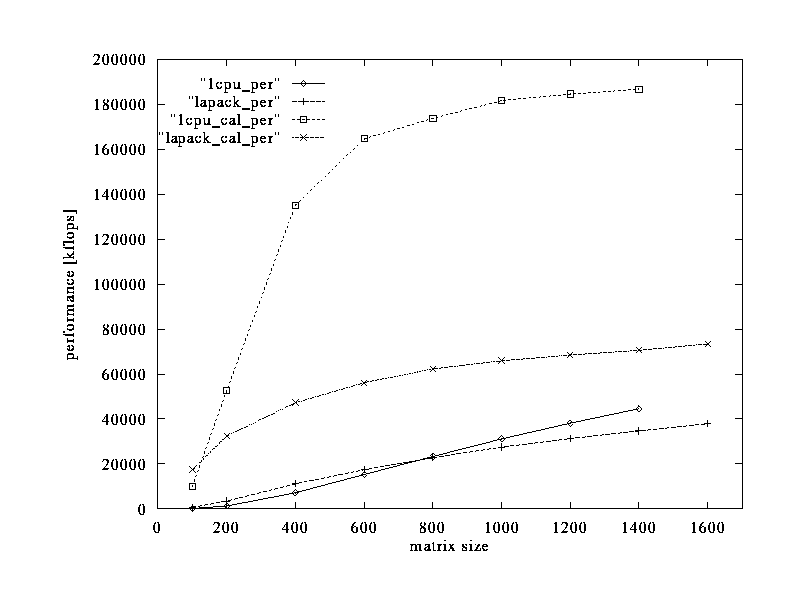 200000
180000
160000
140000
120000
100000
80000
60000
40000
20000
0
performance [kflops]
"1cpu_per"
"lapack_per"
"1cpu_cal_per"
"lapack_cal_per"
0 200 400 600 800 1000 1200 1400 1600
matrix size